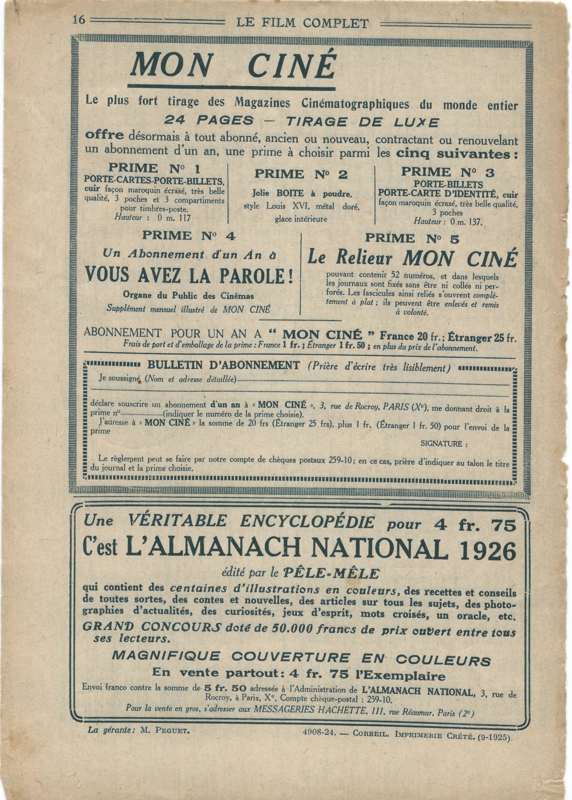 16 LE FILM COMPLET
MON CINÉ
Le plus fort tirage des Magazines Cinématographiques du monde entier
24 PAGES — TIRAGE DE LUXE
offre désormais à tout abonné, ancien ou nouveau, contractant ou renouvelant
un abonnement d'un an, une prime à choisir parmi les cinq suivantes :
PRIME No 1
PORTE-CARTES-PORTE-BILLETS,
cuir façon maroquin écrasé, très belle
qualité, 3 poches et 3 compartiments
pour timbres-poste.
Hauteur : 0 m. 117
PRIME No 2
Jolie BOITE à poudre,
style Louis XVI, métal doré,
glace intérieure
PRIME No 3
PORTE-BILLETS
PORTE-CARTE D'IDENTITÉ, cuir
façon maroquin écrasé, très belle qualité,
3 poches
Hauteur : 0 m. 137.
PRIME No 4
Un Abonnement d'un An à
VOUS AVEZ LA PAROLE !
Organe du Public des Cinémas
Supplément mensuel illustré de MON CINÉ
PRIME No 5
Le Relieur MON CINÉ
pouvant contenir 52 numéros, et dans lesquels
les journaux sont fixés sans être ni collés ni per-
forés. Les fascicules ainsi reliés s'ouvrent complè-
tement à plat ; ils peuvent être enlevés et remis
à volonté.
ABONNEMENT POUR UN AN A “ MON CINÉ ” France 20 fr. ; Étranger 25 fr.
Frais de port et d'emballage de la prime : France 1 fr. ; Étranger 1 fr. 50 ; en plus du prix de l'abonnement.
BULLETIN D'ABONNEMENT (Prière d'écrire très lisiblement)
Je soussigné, (Nom et adresse détaillée)
déclare souscrire un abonnement d'un an à « MON CINÉ », 3, rue de Rocroy, PARIS (Xe), me donnant droit à la
prime no (indiquer le numéro de la prime choisie).
J'adresse à « MON CINÉ » la somme de 20 frs (Étranger 25 frs), plus 1 fr. (Étranger 1 fr. 50) pour l'envoi de la
prime
SIGNATURE :
Le règlerpent peut se faire par notre compte de chèques postaux 259-10 ; en ce cas, prière d'indiquer au talon le titre
du journal et la prime choisie.
Une VÉRITABLE ENCYCLOPÉDIE pour 4 fr. 75
C'est L'ALMANACH NATIONAL 1926
édité par le PÊLE-MÊLE
qui contient des centaines d'illustrations en couleurs, des recettes et conseils
de toutes sortes, des contes et nouvelles, des articles sur tous les sujets, des photo-
graphies d'actualités, des curiosités, jeux d'esprit, mots croisés, un oracle, etc.
GRAND CONCOURS doté de 50.000 francs de prix ouvert entre tous
ses lecteurs.
MAGNIFIQUE COUVERTURE EN COULEURS
En vente partout : 4 fr. 75 l'Exemplaire
Envoi franco contre la somme de 5 fr. 50 adressée à l'Administration de L'ALMANACH NATIONAL, 3, rue de
Rocroy, à Paris, Xe, Compte chèque-postal : 259-10.
Pour la vente en gros, s'adresser aux MESSAGERIES HACHETTE, 111, rue Réaumur, Paris (2e)
La gérante : M. PEGUET. 4908-24. — CORBEIL. IMPRIMERIE CRÉTÉ. (9-1925).